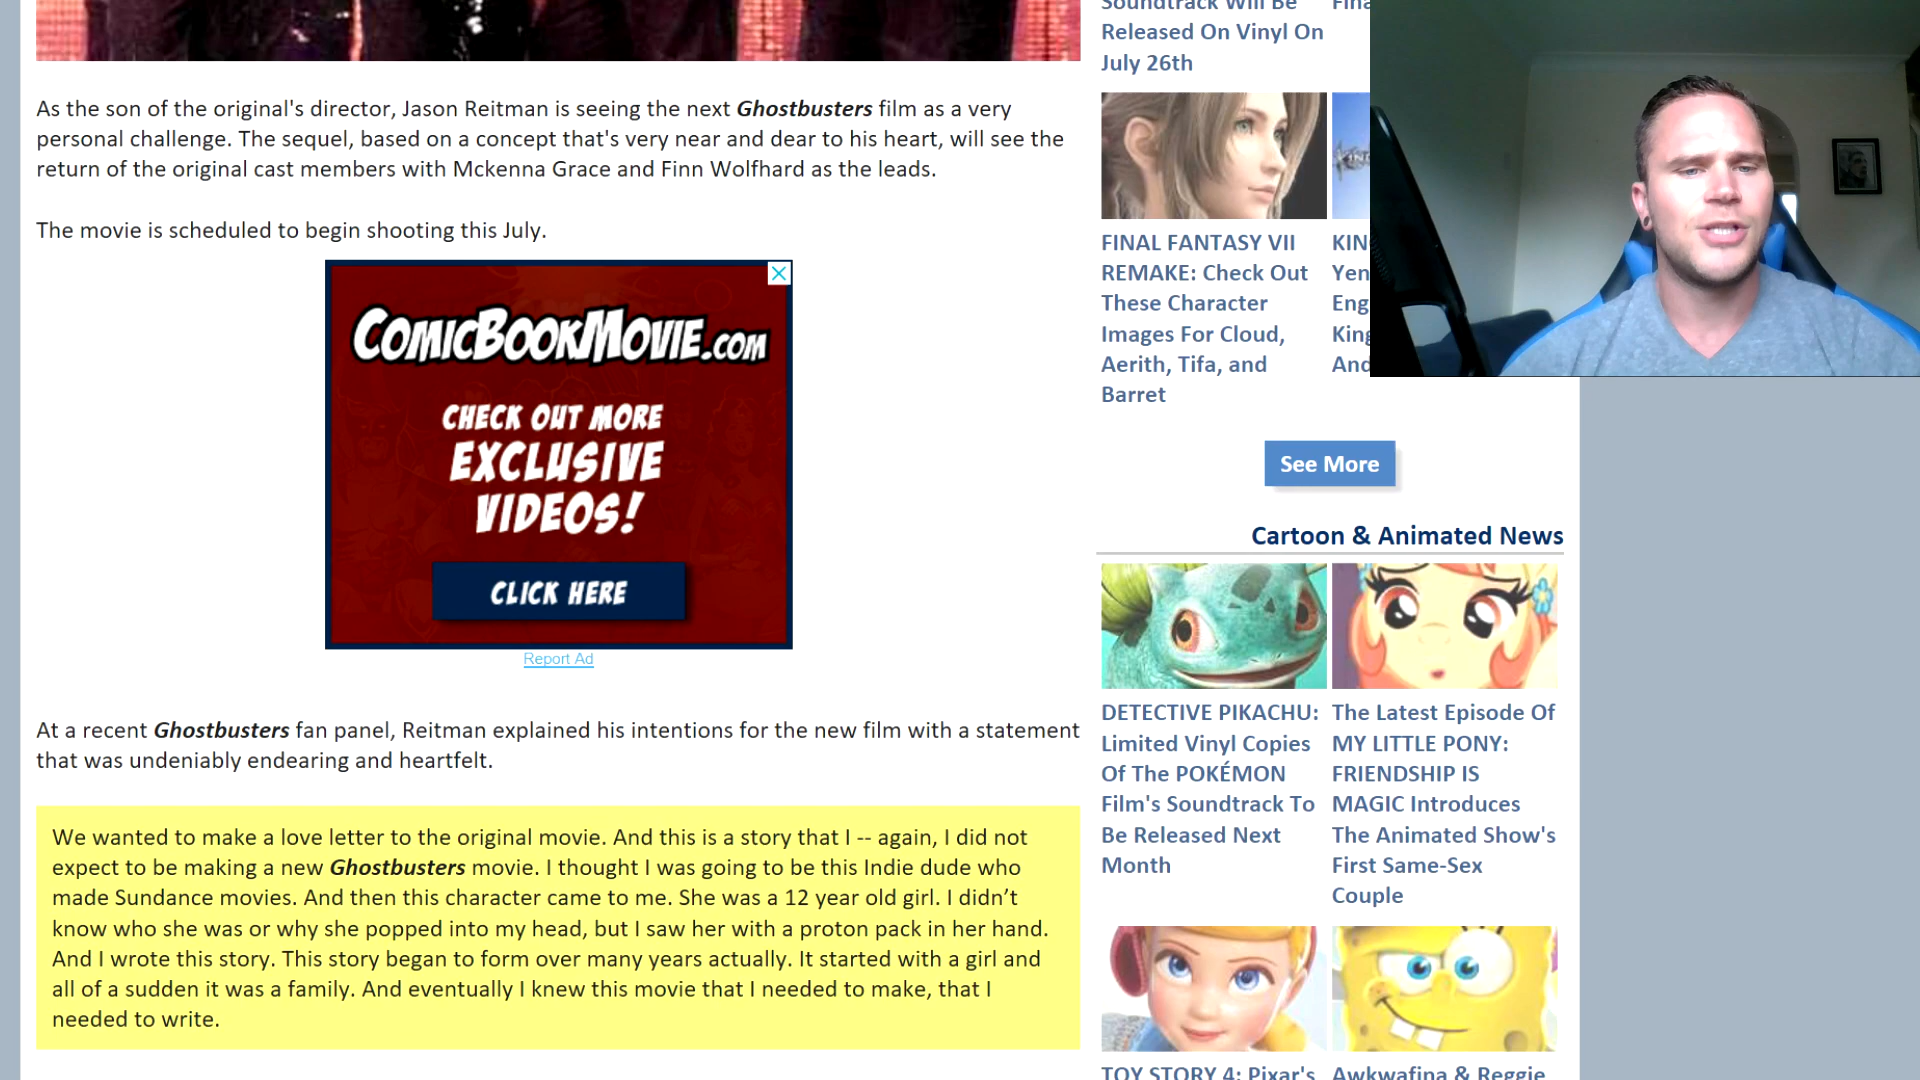 As the son of the original's director, Jason Reitman is seeing the next Ghostbusters film as a very
personal challenge. The sequel, based on a concept that's very near and dear to his heart, will see the
return of the original cast members with Mckenna Grace and Finn Wolfhard as the leads.
The movie is scheduled to begin shooting this July.
COMICBOOKMOVIE.COM
CHECK OUT MORE
EXCLUSIVE
VIDEOS!
CLICK HERE
Report Ad
At a recent Ghostbusters fan panel, Reitman explained his intentions for the new film with a statement
that was undeniably endearing and heartfelt.
We wanted to make a love letter to the original movie. And this is a story that I -- again, I did not
expect to be making a new Ghostbusters movie. I thought I was going to be this Indie dude who
made Sundance movies. And then this character came to me. She was a 12 year old girl. I didn’t
know who she was or why she popped into my head, but I saw her with a proton pack in her hand.
And I wrote this story. This story began to form over many years actually. It started with a girl and
all of a sudden it was a family. And eventually I knew this movie that I needed to make, that I
needed to write.
Soundtrack Will Be
Released On Vinyl On
July 26th
FINAL FANTASY VII
REMAKE: Check Out
These Character
Images For Cloud,
Aerith, Tifa, and
Barret
See More
Cartoon & Animated News
DETECTIVE PIKACHU:
Limited Vinyl Copies
Of The POKÉMON
Film's Soundtrack To
Be Released Next
Month
The Latest Episode Of
MY LITTLE PONY:
FRIENDSHIP IS
MAGIC Introduces
The Animated Show's
First Same-Sex
Couple
TOY STORY 4: Pixar's
Awkwafina & Reggie